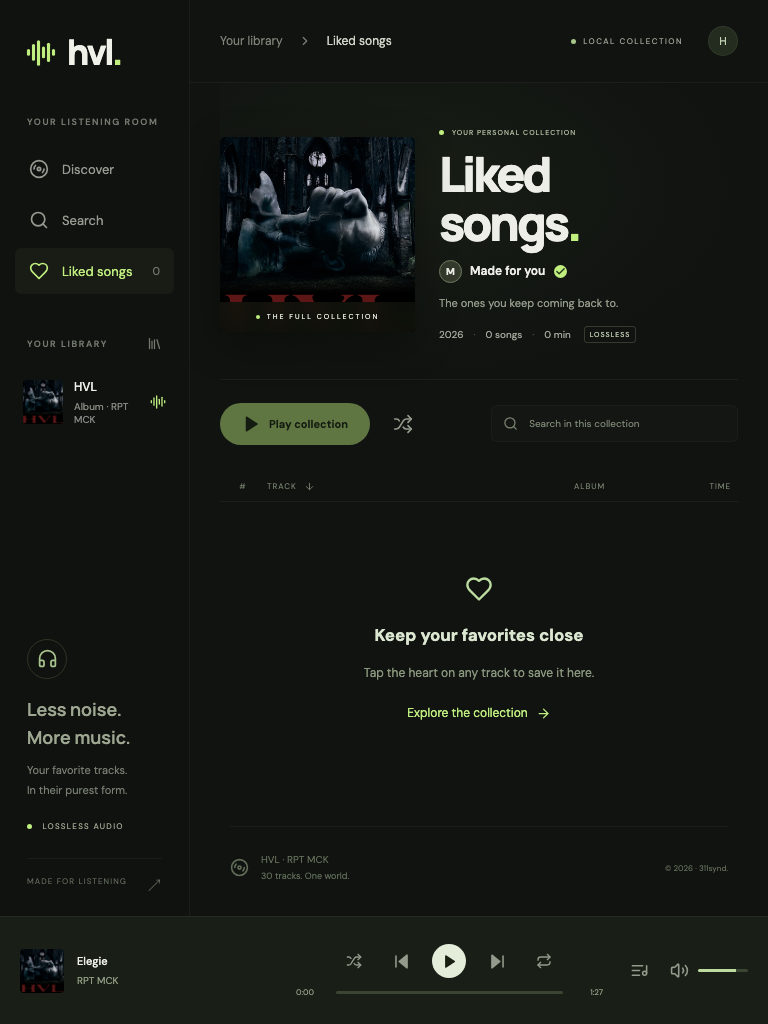 hvl.
YOUR LISTENING ROOM
Discover
Search
Liked songs 0
YOUR LIBRARY
HVL
Album · RPT
MCK
Less noise.
More music.
Your favorite tracks.
In their purest form.
LOSSLESS AUDIO
MADE FOR LISTENING
Your library Liked songs
LOCAL COLLECTION H
HVL
THE FULL COLLECTION
YOUR PERSONAL COLLECTION
Liked
songs.
M Made for you
The ones you keep coming back to.
2026 · 0 songs · 0 min LOSSLESS
Play collection
Search in this collection
# TRACK ALBUM TIME
Keep your favorites close
Tap the heart on any track to save it here.
Explore the collection
HVL · RPT MCK
30 tracks. One world.
© 2026 · 311synd.
Elegie
RPT MCK
0:00 1:27